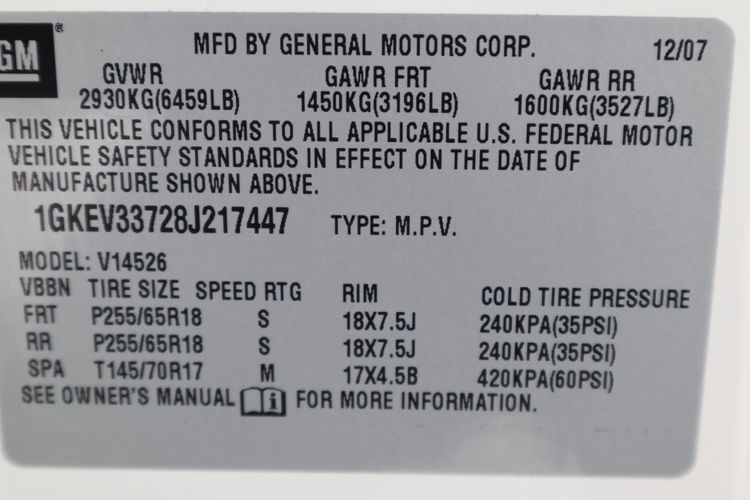 GM®
MFD BY GENERAL MOTORS CORP. 12/07
GVWR GAWR FRT GAWR RR
2930KG(6459LB) 1450KG(3196LB) 1600KG(3527LB)
THIS VEHICLE CONFORMS TO ALL APPLICABLE U.S. FEDERAL MOTOR
VEHICLE SAFETY STANDARDS IN EFFECT ON THE DATE OF
MANUFACTURE SHOWN ABOVE.
1GKEV33728J217447 TYPE: M.P.V.
MODEL: V14526
VBBN TIRE SIZE SPEED RTG RIM COLD TIRE PRESSURE
FRT P255/65R18 S 18X7.5J 240KPA(35PSI)
RR P255/65R18 S 18X7.5J 240KPA(35PSI)
SPA T145/70R17 M 17X4.5B 420KPA(60PSI)
SEE OWNER'S MANUAL i FOR MORE INFORMATION.